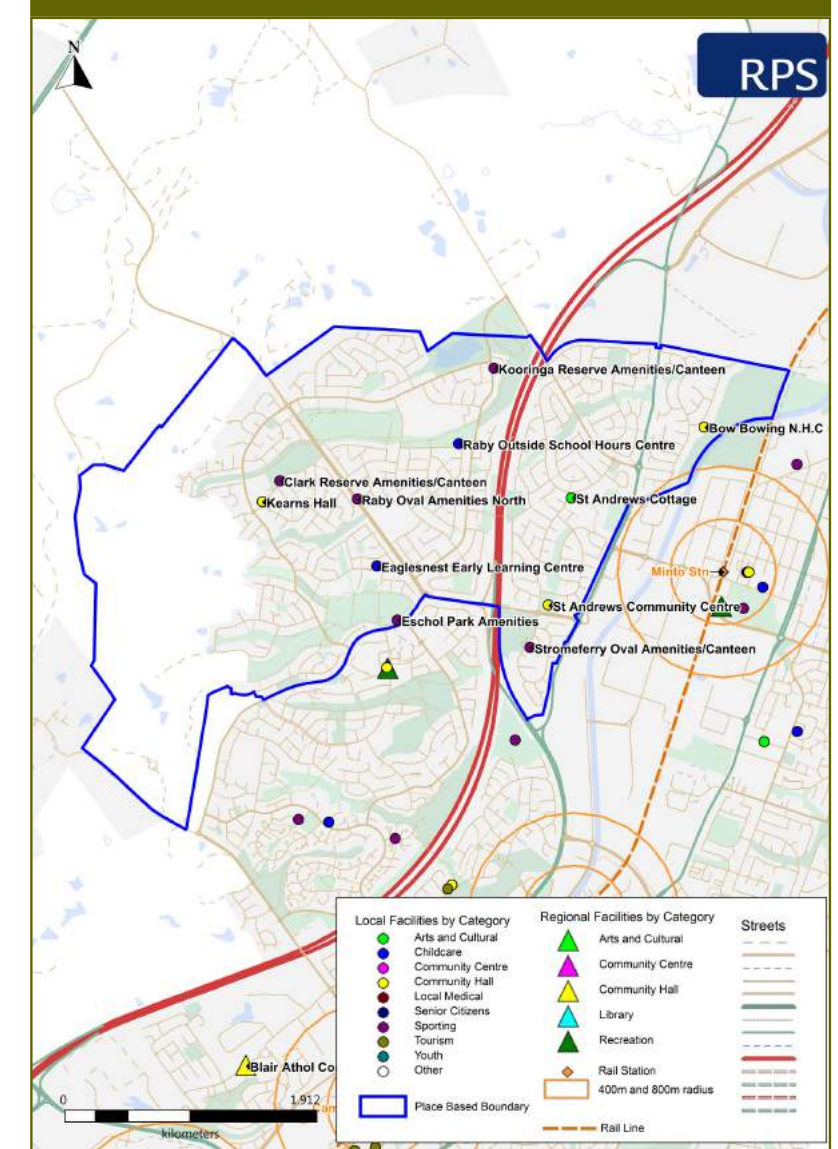 N
RPS
Kooringa Reserve Amenities/Canteen
Bow Bowing N.H.C
Raby Outside School Hours Centre
Clark Reserve Amenities/Canteen
Kearns Hall
Raby Oval Amenities North
St Andrews Cottage
Minto Stn
Eaglesnest Early Learning Centre
St Andrews Community Centre
Eschol Park Amenities
Stromeferry Oval Amenities/Canteen
Blair Athol Co
0
1.912
kilometers
Local Facilities by Category
Arts and Cultural
Childcare
Community Centre
Community Hall
Local Medical
Senior Citizens
Sporting
Tourism
Youth
Other
Place Based Boundary
Regional Facilities by Category
Arts and Cultural
Community Centre
Community Hall
Library
Recreation
Rail Station
400m and 800m radius
Rail Line
Streets